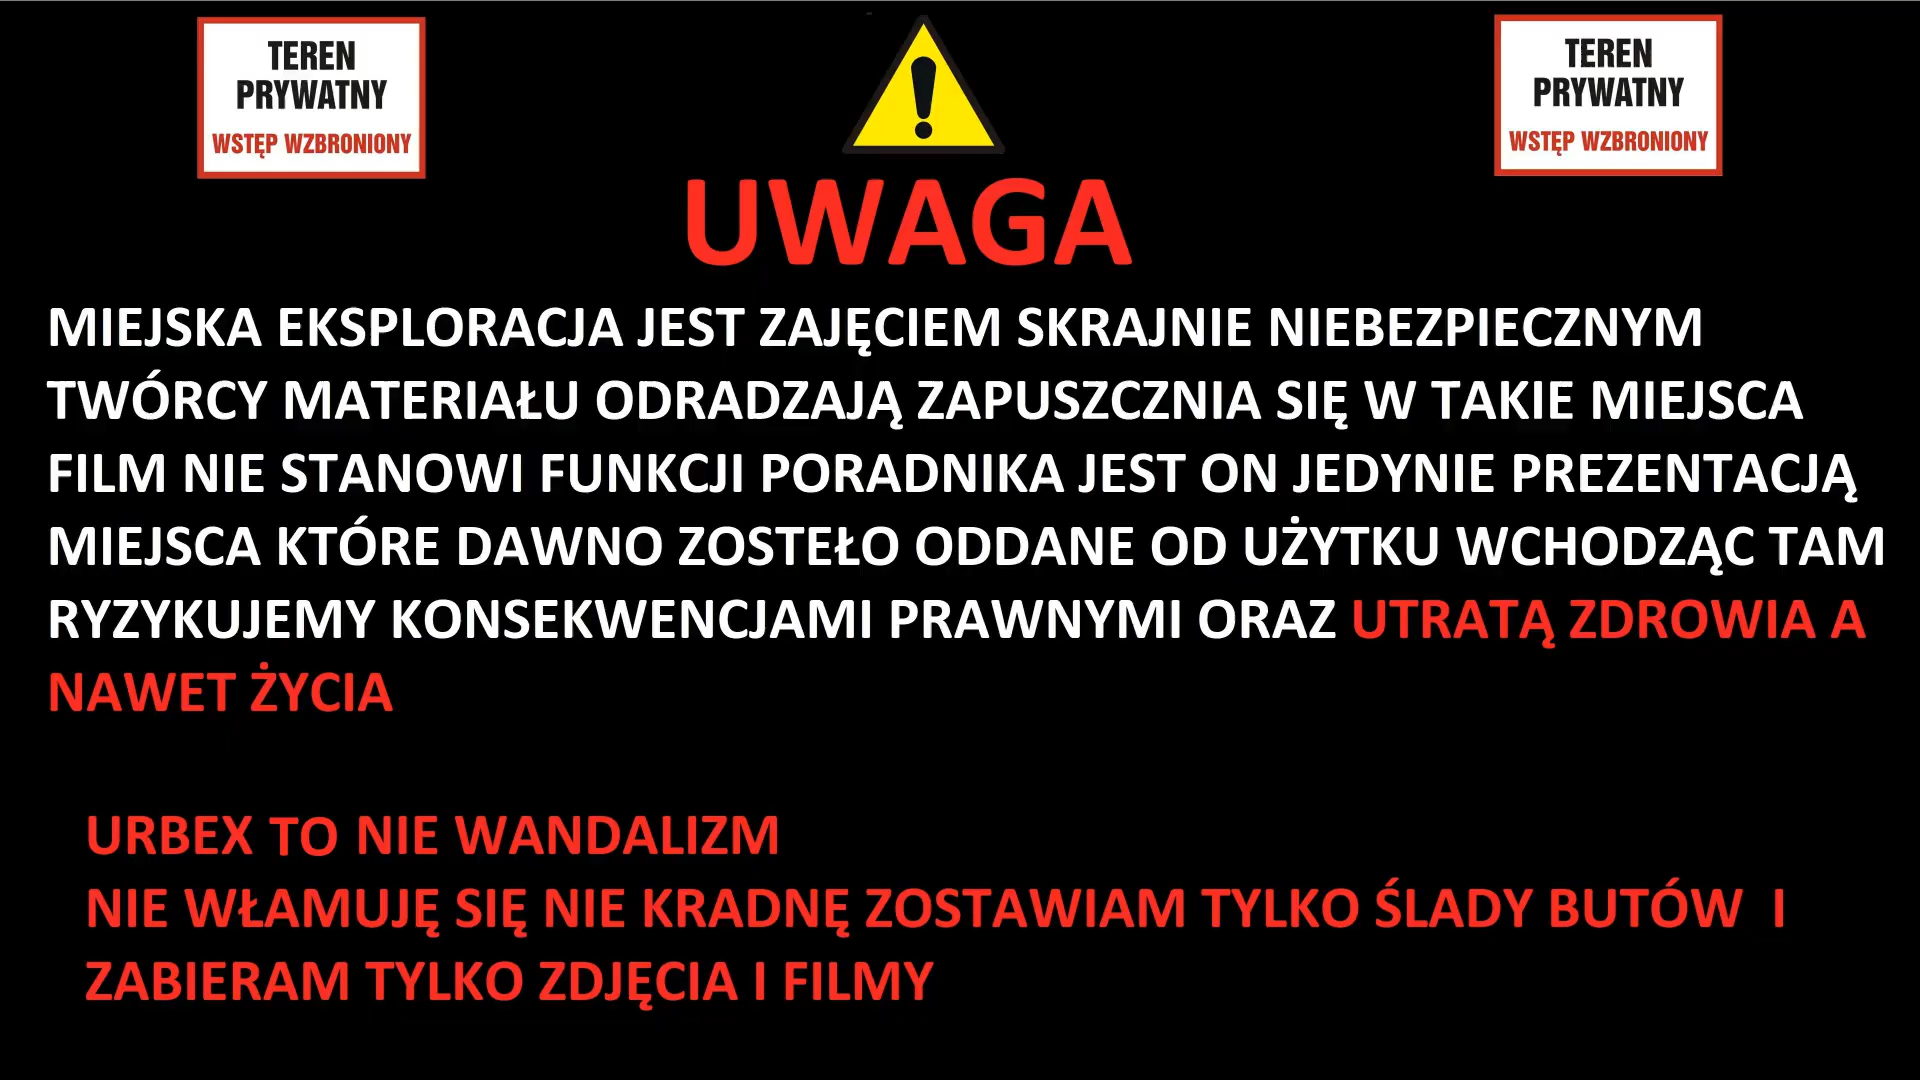 TEREN
PRYWATNY
WSTĘP WZBRONIONY
TEREN
PRYWATNY
WSTĘP WZBRONIONY
UWAGA
MIEJSKA EKSPLORACJA JEST ZAJĘCIEM SKRAJNIE NIEBEZPIECZNYM
TWÓRCY MATERIAŁU ODRADZAJĄ ZAPUSZCZNIA SIĘ W TAKIE MIEJSCA
FILM NIE STANOWI FUNKCJI PORADNIKA JEST ON JEDYNIE PREZENTACJĄ
MIEJSCA KTÓRE DAWNO ZOSTEŁO ODDANE OD UŻYTKU WCHODZĄC TAM
RYZYKUJEMY KONSEKWENCJAMI PRAWNYMI ORAZ UTRATĄ ZDROWIA A
NAWET ŻYCIA
URBEX TO NIE WANDALIZM
NIE WŁAMUJĘ SIĘ NIE KRADNĘ ZOSTAWIAM TYLKO ŚLADY BUTÓW I
ZABIERAM TYLKO ZDJĘCIA I FILMY